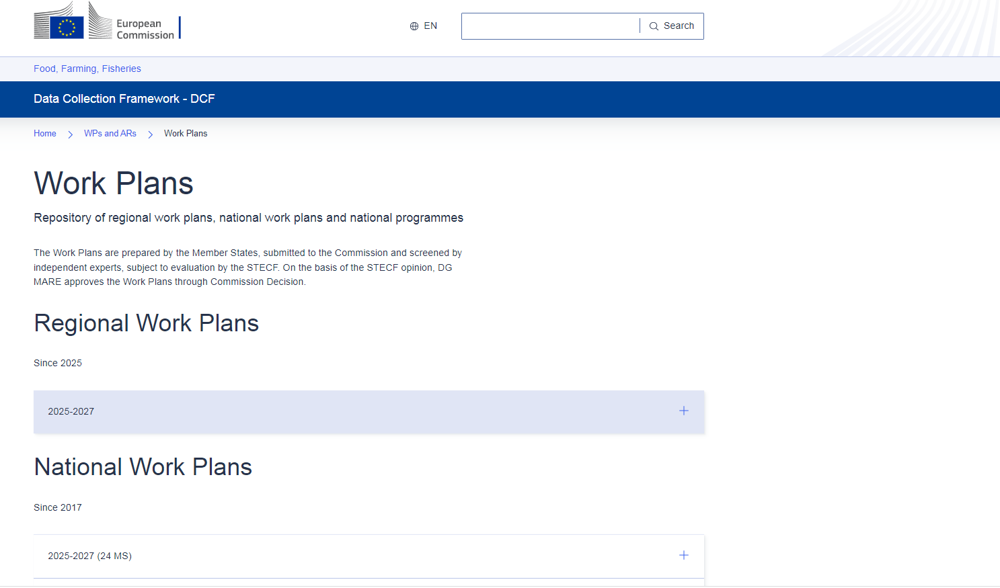 European
Commission
EN
Search
Food, Farming, Fisheries
Data Collection Framework - DCF
Home
WPs and ARs
Work Plans
Work Plans
Repository of regional work plans, national work plans and national programmes
The Work Plans are prepared by the Member States, submitted to the Commission and screened by
independent experts, subject to evaluation by the STECF. On the basis of the STECF opinion, DG
MARE approves the Work Plans through Commission Decision.
Regional Work Plans
Since 2025
2025-2027
National Work Plans
Since 2017
2025-2027 (24 MS)